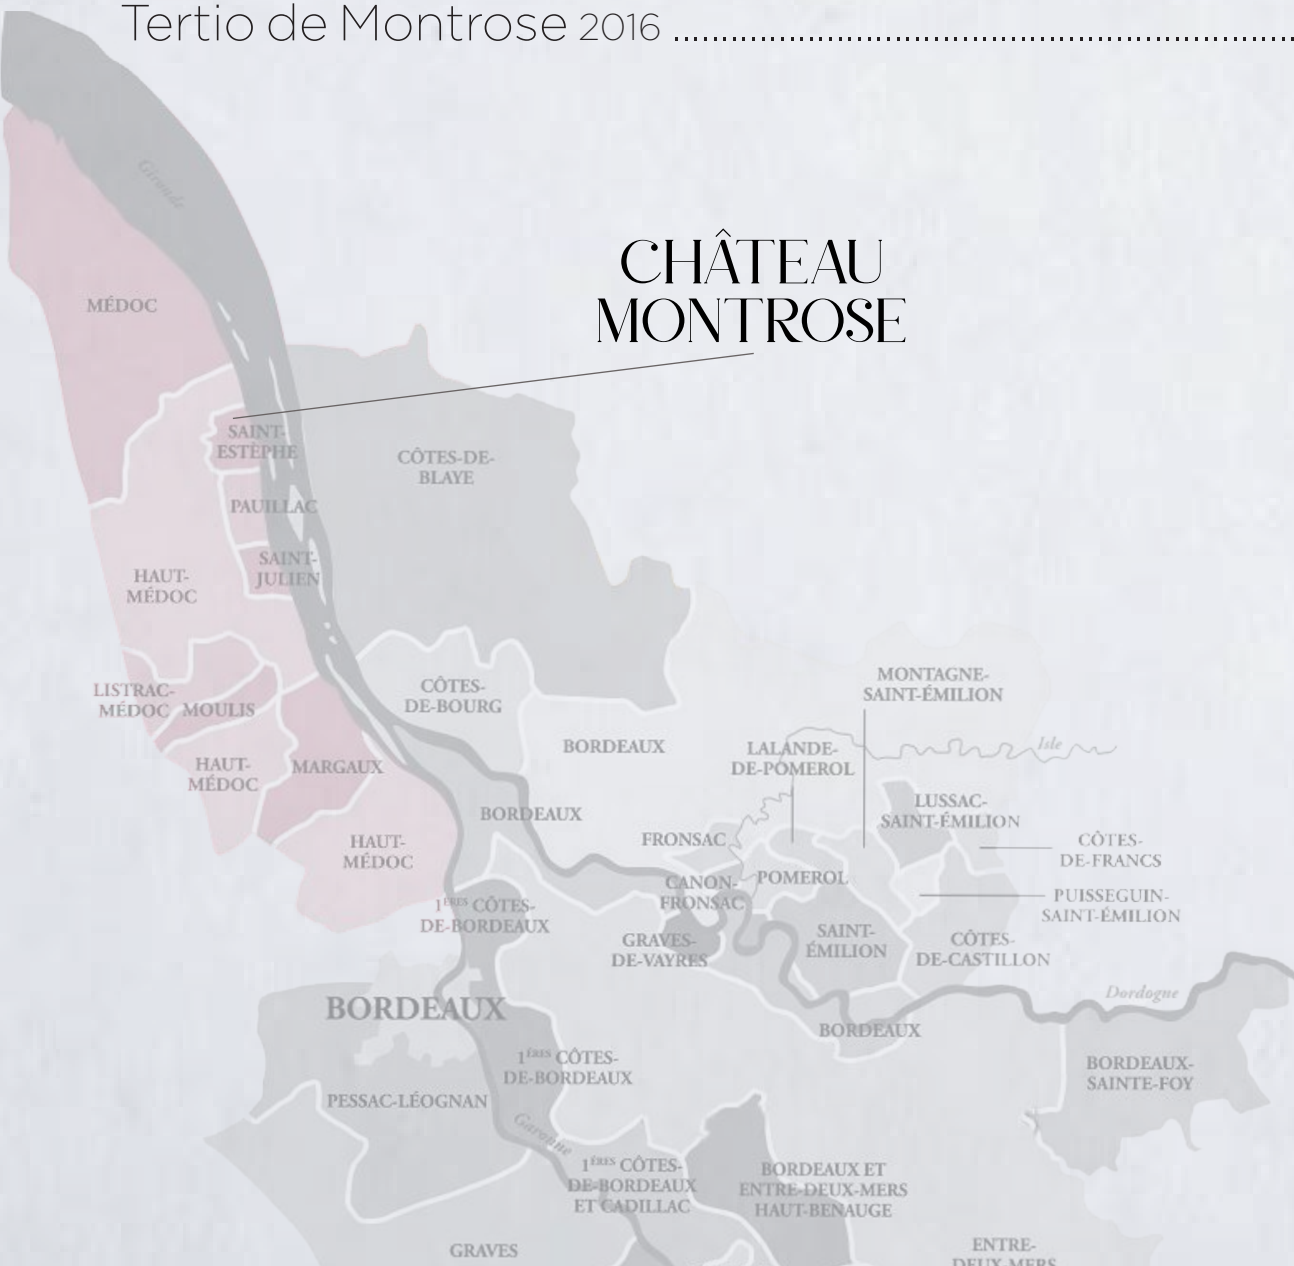 Tertio de Montrose 2016 ........................................................
Gironde
CHÂTEAU
MONTROSE
MÉDOC
SAINT-
ESTÈPHE
CÔTES-DE-
BLAYE
PAUILLAC
SAINT-
JULIEN
HAUT-
MÉDOC
LISTRAC-
MÉDOC
MOULIS
CÔTES-
DE-BOURG
MONTAGNE-
SAINT-ÉMILION
BORDEAUX
LALANDE-
DE-POMEROL
Isle
HAUT-
MÉDOC
MARGAUX
BORDEAUX
LUSSAC-
SAINT-ÉMILION
FRONSAC
CÔTES-
DE-FRANCS
HAUT-
MÉDOC
CANON-
FRONSAC
POMEROL
PUISSEGUIN-
SAINT-ÉMILION
1ÈRES CÔTES-
DE-BORDEAUX
GRAVES-
DE-VAYRES
SAINT-
ÉMILION
CÔTES-
DE-CASTILLON
Dordogne
BORDEAUX
BORDEAUX
1ÈRES CÔTES-
DE-BORDEAUX
BORDEAUX-
SAINTE-FOY
PESSAC-LÉOGNAN
Garonne
1ÈRES CÔTES-
DE-BORDEAUX
ET CADILLAC
BORDEAUX ET
ENTRE-DEUX-MERS
HAUT-BENAUGE
GRAVES
ENTRE-
DEUX-MERS